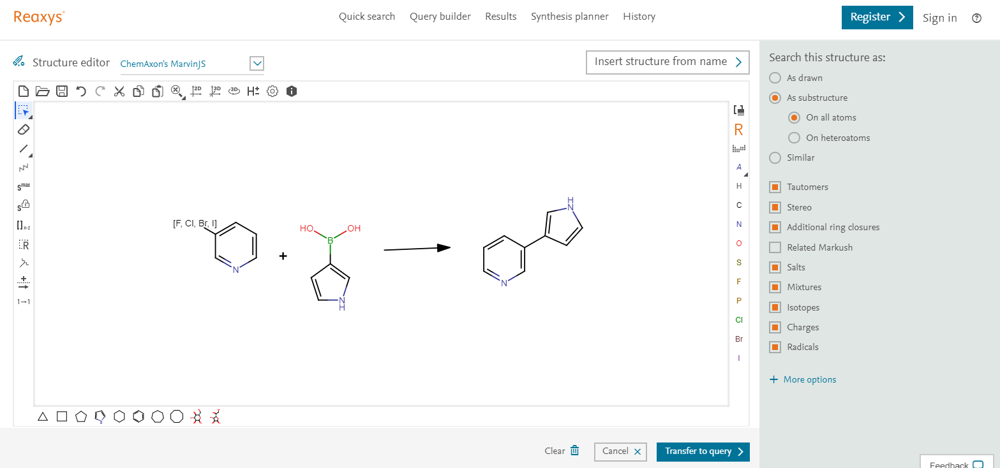 Reaxys®
Quick search
Query builder
Results
Synthesis planner
History
Register
Sign in
?
Structure editor
ChemAxon's MarvinJS
Insert structure from name
2D
3D
3D
H±
i
Smax
S
[]x-z
R
1→1
[F, Cl, Br, I]
N
+
HO
OH
B
N
H
H
N
N
R
A
H
C
N
O
S
F
P
Cl
Br
I
Clear
Cancel
Transfer to query
Search this structure as:
As drawn
As substructure
On all atoms
On heteroatoms
Similar
Tautomers
Stereo
Additional ring closures
Related Markush
Salts
Mixtures
Isotopes
Charges
Radicals
+ More options
Feedback